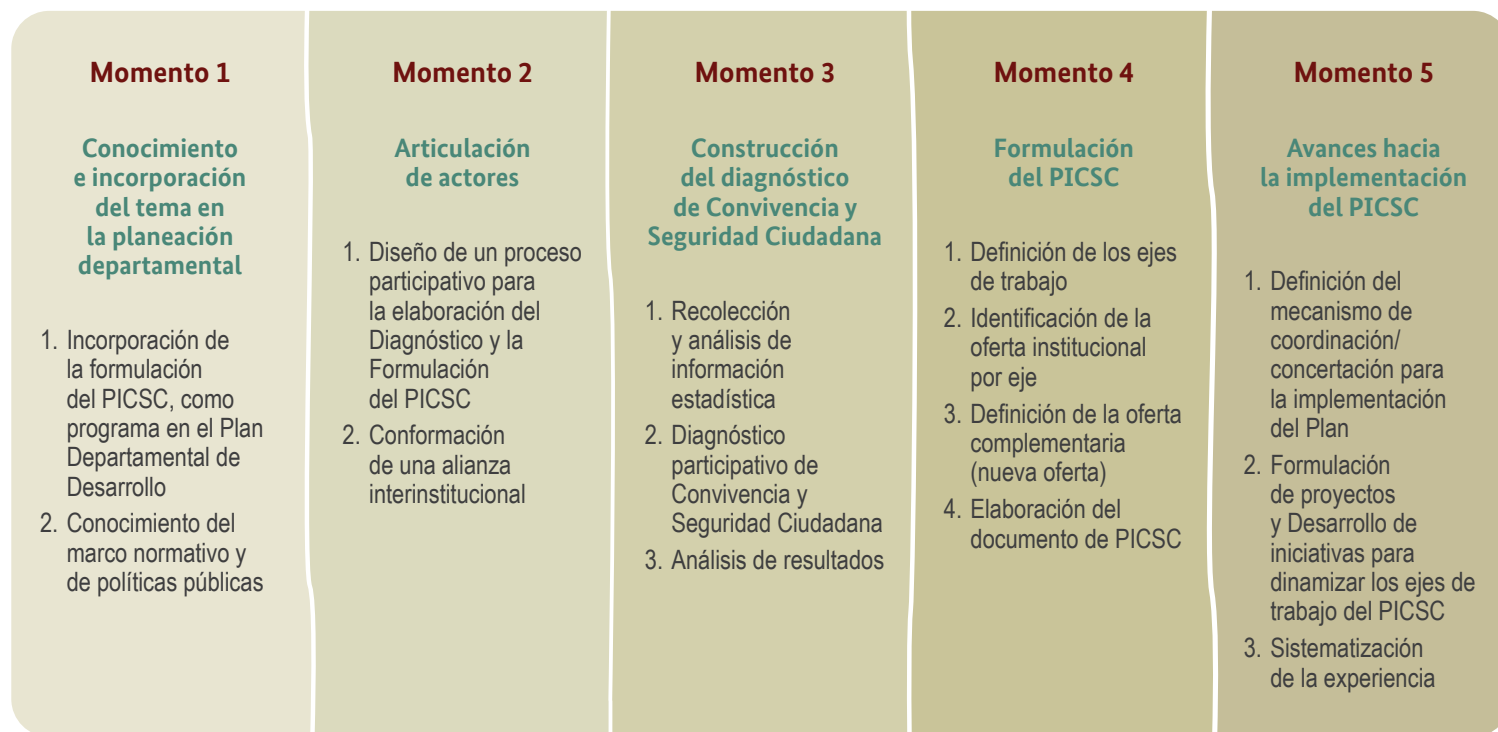 Momento 1
Conocimiento
e incorporación
del tema en
la planeación
departamental
1. Incorporación de
la formulación
del PICSC, como
programa en el Plan
Departamental de
Desarrollo
2. Conocimiento del
marco normativo y
de políticas públicas
Momento 2
Articulación
de actores
1. Diseño de un proceso
participativo para
la elaboración del
Diagnóstico y la
Formulación
del PICSC
2. Conformación
de una alianza
interinstitucional
Momento 3
Construcción
del diagnóstico
de Convivencia y
Seguridad Ciudadana
1. Recolección
y análisis de
información
estadística
2. Diagnóstico
participativo de
Convivencia y
Seguridad Ciudadana
3. Análisis de resultados
Momento 4
Formulación
del PICSC
1. Definición de los ejes
de trabajo
2. Identificación de la
oferta institucional
por eje
3. Definición de la oferta
complementaria
(nueva oferta)
4. Elaboración del
documento de PICSC
Momento 5
Avances hacia
la implementación
del PICSC
1. Definición del
mecanismo de
coordinación/
concertación para
la implementación
del Plan
2. Formulación
de proyectos
y Desarrollo de
iniciativas para
dinamizar los ejes de
trabajo del PICSC
3. Sistematización
de la experiencia